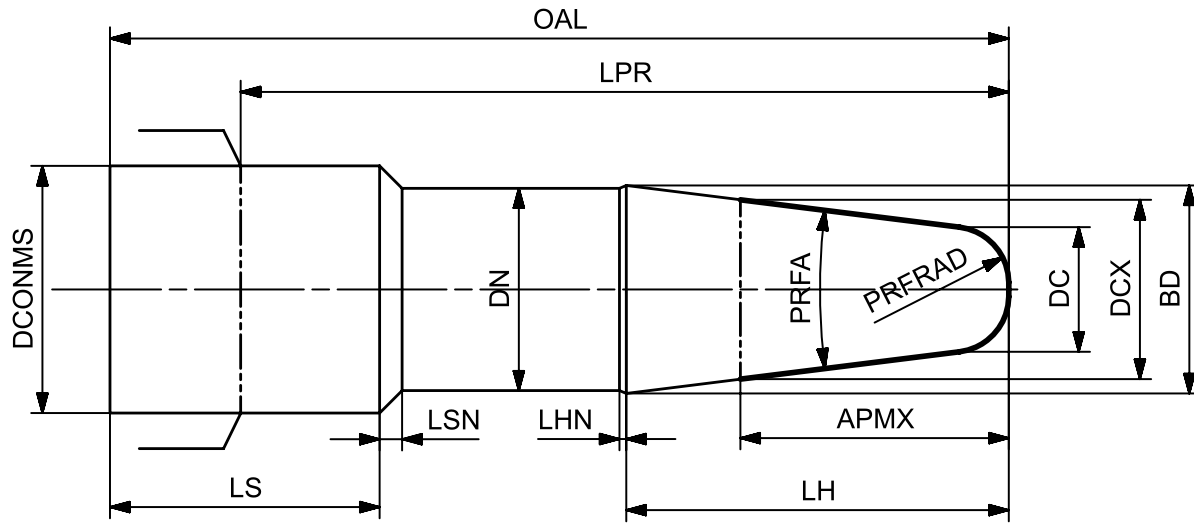 OAL
LPR
DCONMS
DN
PRFA
PRFRAD
DC
DCX
BD
LSN
LHN
APMX
LS
LH